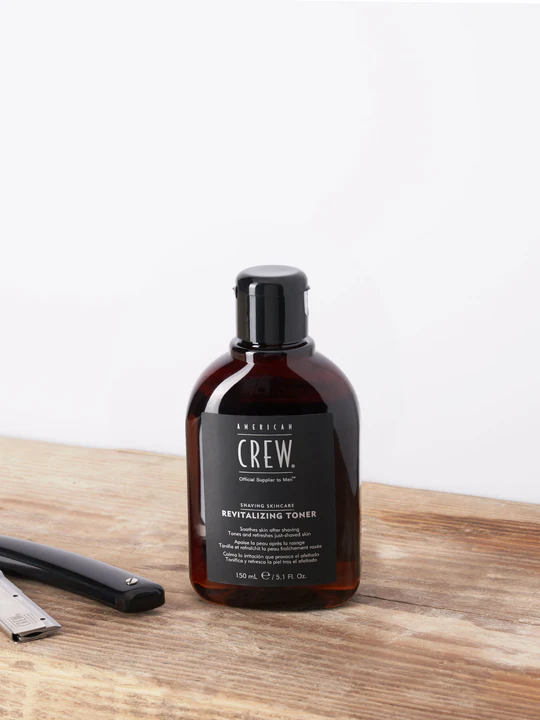 AMERICAN
CREW®
Official Supplier to Men™
SHAVING SKINCARE
REVITALIZING TONER
Soothes skin after shaving
Tones and refreshes just-shaved skin
Apaise la peau après le rasage
Tonifie et rafraîchit la peau fraîchement rasée
Calma la irritación que provoca el afeitado
Tonifica y refresca la piel tras el afeitado
150 mL ℮ / 5.1 Fl. Oz.